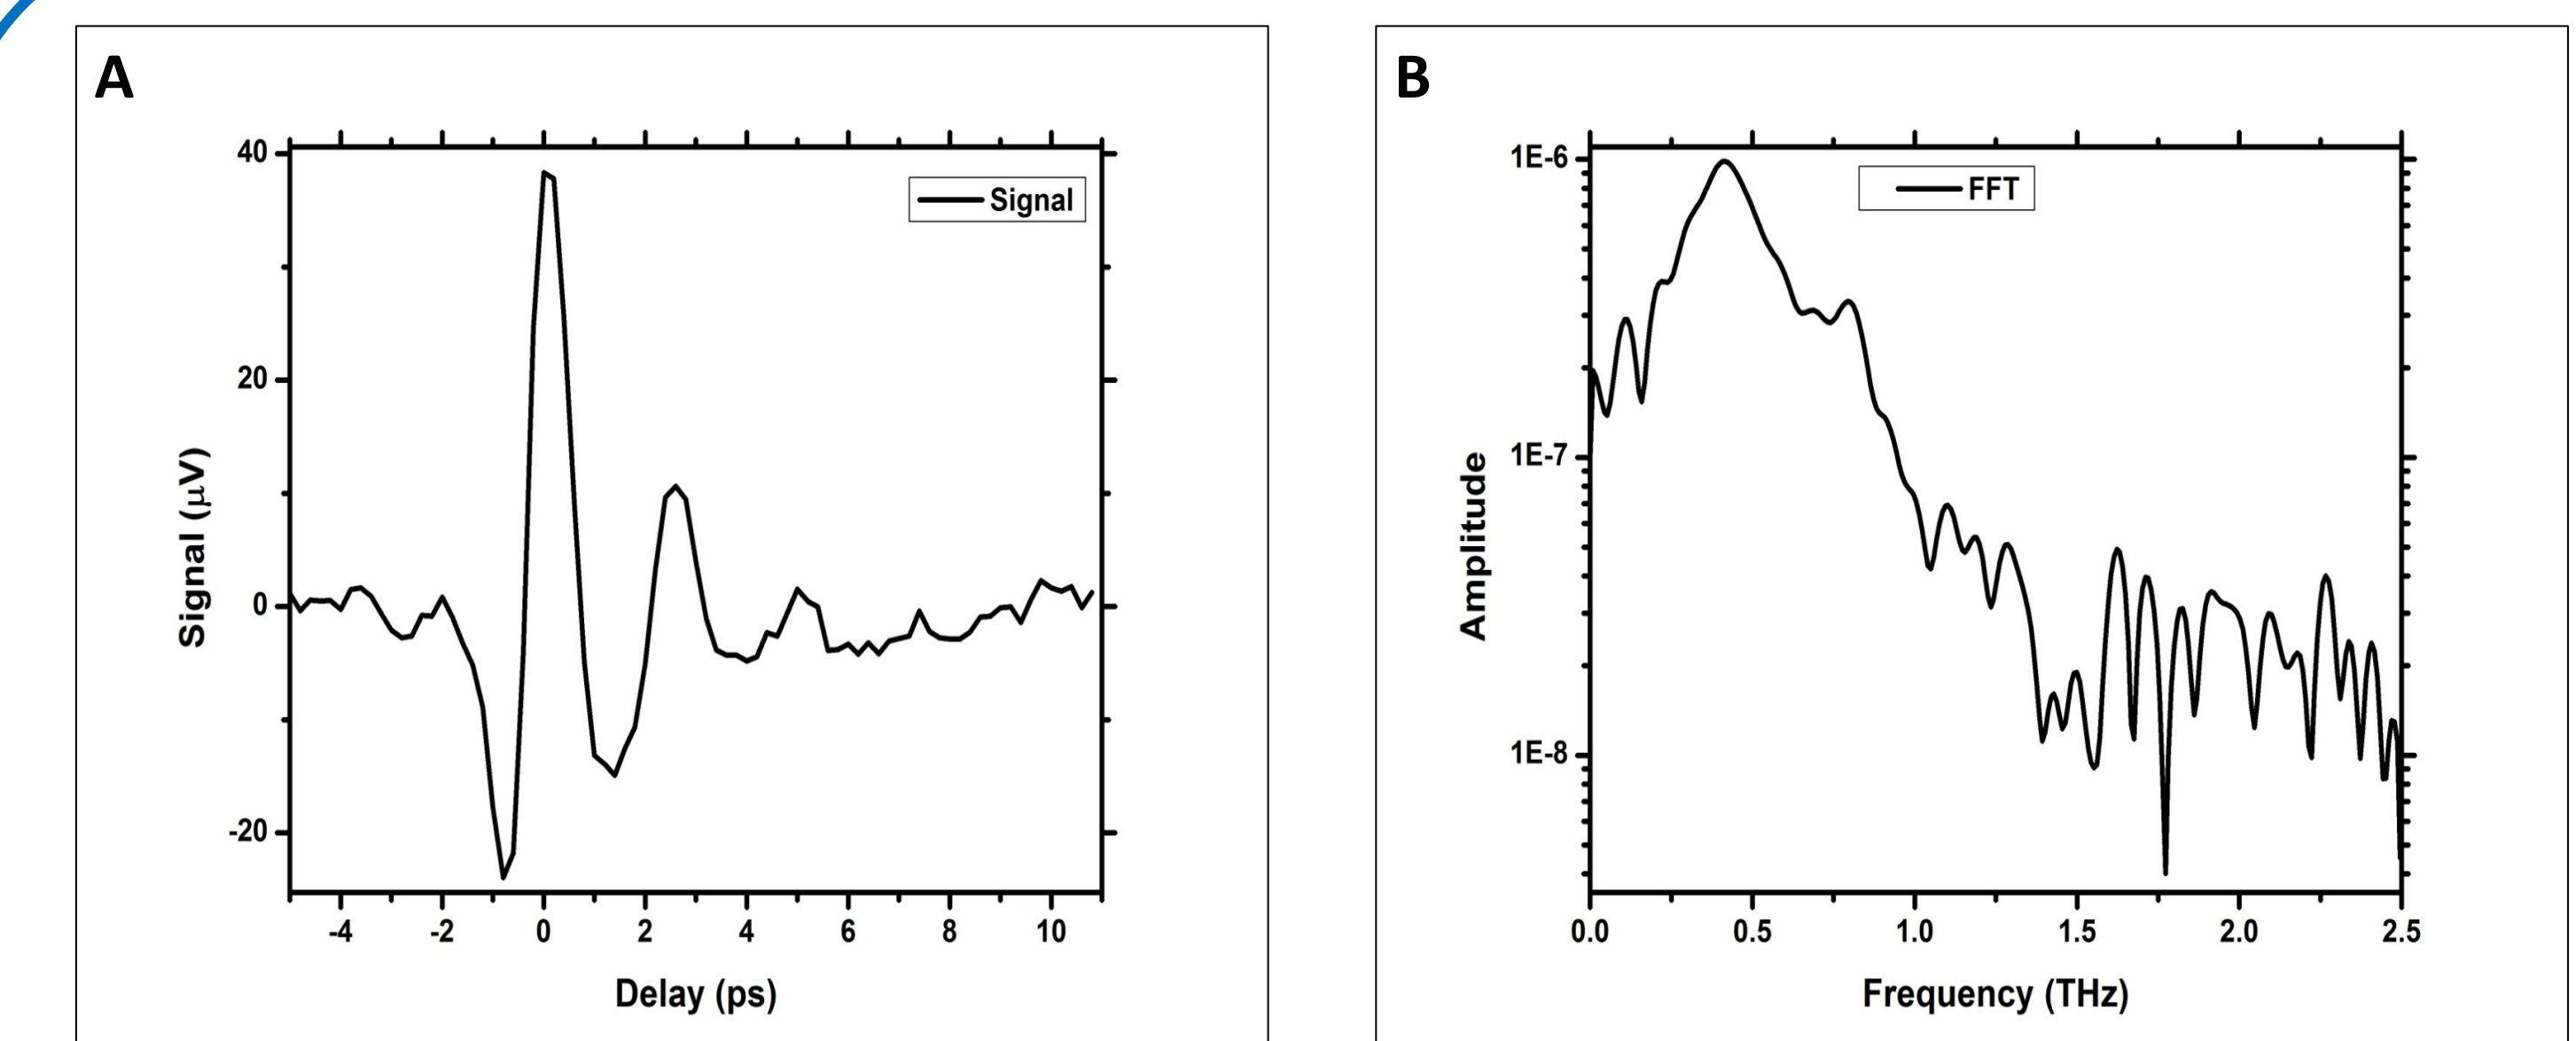 A
40
20
0
-20
Signal (μV)
Signal
-4 -2 0 2 4 6 8 10
Delay (ps)
B
1E-6
1E-7
1E-8
Amplitude
FFT
0.0 0.5 1.0 1.5 2.0 2.5
Frequency (THz)